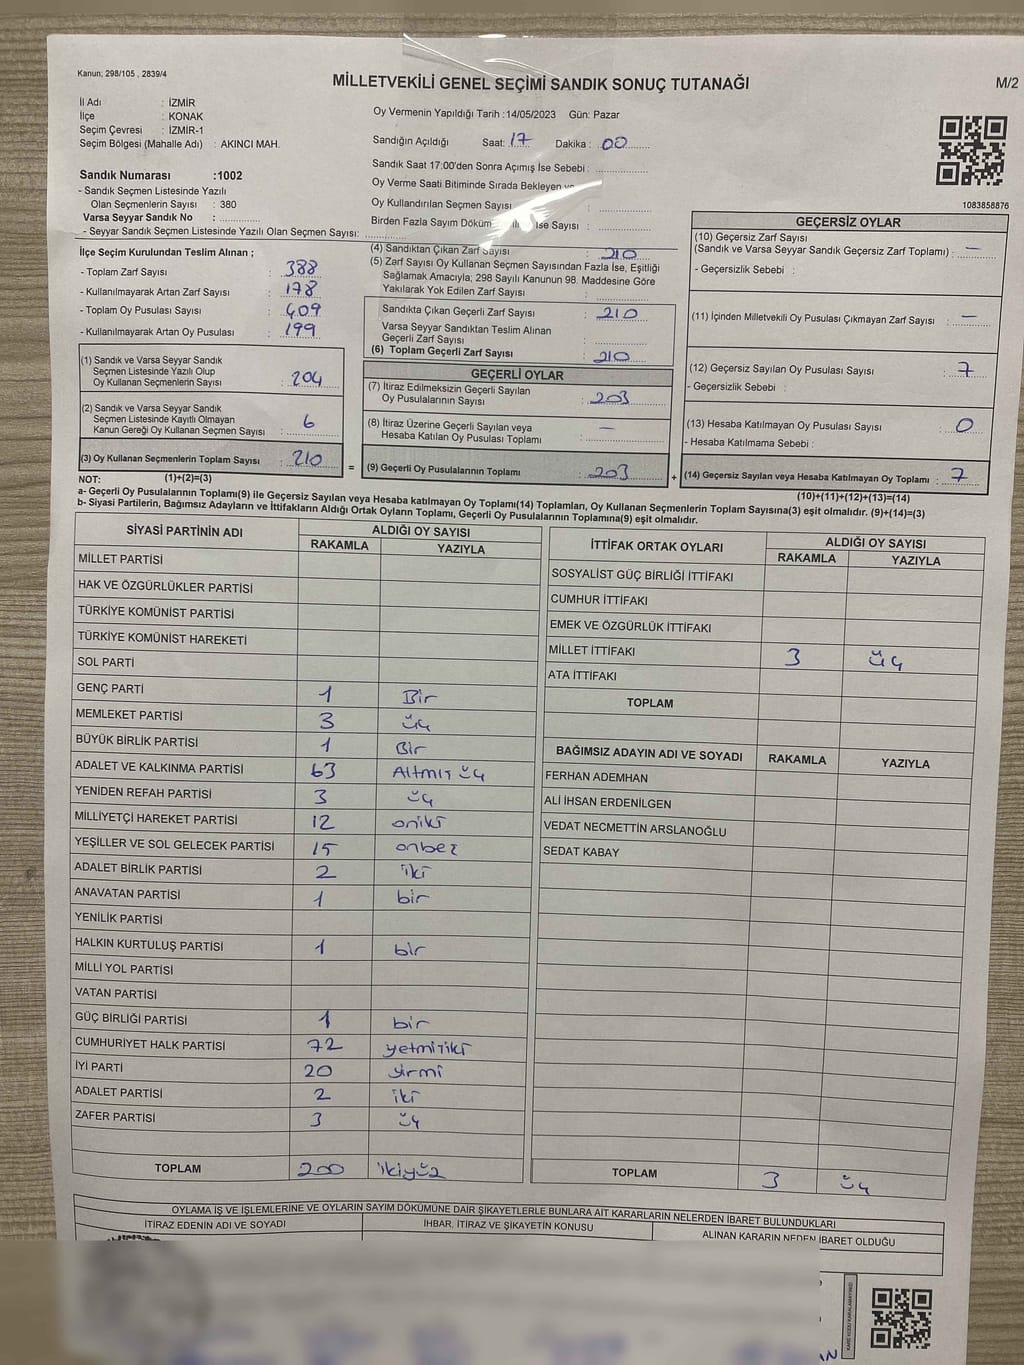 Kanun; 298/105 , 2839/4
MİLLETVEKİLİ GENEL SEÇİMİ SANDIK SONUÇ TUTANAĞI
M/2
İl Adı : İZMİR
İlçe : KONAK
Seçim Çevresi : İZMİR-1
Seçim Bölgesi (Mahalle Adı) : AKINCI MAH.
Sandık Numarası :1002
- Sandık Seçmen Listesinde Yazılı
Olan Seçmenlerin Sayısı : 380
Varsa Seyyar Sandık No :
- Seyyar Sandık Seçmen Listesinde Yazılı Olan Seçmen Sayısı:
Oy Vermenin Yapıldığı Tarih :14/05/2023 Gün: Pazar
Sandığın Açıldığı Saat: 17 Dakika : 00
Sandık Saat 17:00'den Sonra Açımış İse Sebebi :
Oy Verme Saati Bitiminde Sırada Bekleyen ve
Oy Kullandırılan Seçmen Sayısı :
Birden Fazla Sayım Döküm ise Sayısı :
1083858876
İlçe Seçim Kurulundan Teslim Alınan ;
- Toplam Zarf Sayısı : 388
- Kullanılmayarak Artan Zarf Sayısı : 178
- Toplam Oy Pusulası Sayısı : 409
- Kullanılmayarak Artan Oy Pusulası : 199
(1) Sandık ve Varsa Seyyar Sandık
Seçmen Listesinde Yazılı Olup
Oy Kullanan Seçmenlerin Sayısı : 204
(2) Sandık ve Varsa Seyyar Sandık
Seçmen Listesinde Kayıtlı Olmayan
Kanun Gereği Oy Kullanan Seçmen Sayısı : 6
(3) Oy Kullanan Seçmenlerin Toplam Sayısı : 210
(1)+(2)=(3)
(4) Sandıktan Çıkan Zarf Sayısı : 210
(5) Zarf Sayısı Oy Kullanan Seçmen Sayısından Fazla İse, Eşitliği
Sağlamak Amacıyla; 298 Sayılı Kanunun 98. Maddesine Göre
Yakılarak Yok Edilen Zarf Sayısı :
Sandıkta Çıkan Geçerli Zarf Sayısı : 210
Varsa Seyyar Sandıktan Teslim Alınan
Geçerli Zarf Sayısı :
(6) Toplam Geçerli Zarf Sayısı : 210
GEÇERLİ OYLAR
(7) İtiraz Edilmeksizin Geçerli Sayılan
Oy Pusulalarının Sayısı : 203
(8) İtiraz Üzerine Geçerli Sayılan veya
Hesaba Katılan Oy Pusulası Toplamı : —
= (9) Geçerli Oy Pusulalarının Toplamı : 203
GEÇERSİZ OYLAR
(10) Geçersiz Zarf Sayısı
(Sandık ve Varsa Seyyar Sandık Geçersiz Zarf Toplamı) : —
- Geçersizlik Sebebi :
(11) İçinden Milletvekili Oy Pusulası Çıkmayan Zarf Sayısı : —
(12) Geçersiz Sayılan Oy Pusulası Sayısı : 7
- Geçersizlik Sebebi :
(13) Hesaba Katılmayan Oy Pusulası Sayısı : 0
- Hesaba Katılmama Sebebi :
+ (14) Geçersiz Sayılan veya Hesaba Katılmayan Oy Toplamı : 7
(10)+(11)+(12)+(13)=(14)
NOT:
a- Geçerli Oy Pusulalarının Toplamı(9) ile Geçersiz Sayılan veya Hesaba katılmayan Oy Toplamı(14) Toplamları, Oy Kullanan Seçmenlerin Toplam Sayısına(3) eşit olmalıdır. (9)+(14)=(3)
b- Siyasi Partilerin, Bağımsız Adayların ve İttifakların Aldığı Ortak Oyların Toplamı, Geçerli Oy Pusulalarının Toplamına(9) eşit olmalıdır.
SİYASİ PARTİNİN ADI ALDIĞI OY SAYISI
RAKAMLA YAZIYLA
MİLLET PARTİSİ
HAK VE ÖZGÜRLÜKLER PARTİSİ
TÜRKİYE KOMÜNİST PARTİSİ
TÜRKİYE KOMÜNİST HAREKETİ
SOL PARTİ
GENÇ PARTİ 1 Bir
MEMLEKET PARTİSİ 3 üç
BÜYÜK BİRLİK PARTİSİ 1 Bir
ADALET VE KALKINMA PARTİSİ 63 Altmış üç
YENİDEN REFAH PARTİSİ 3 üç
MİLLİYETÇİ HAREKET PARTİSİ 12 oniki
YEŞİLLER VE SOL GELECEK PARTİSİ 15 onbeş
ADALET BİRLİK PARTİSİ 2 iki
ANAVATAN PARTİSİ 1 bir
YENİLİK PARTİSİ
HALKIN KURTULUŞ PARTİSİ 1 bir
MİLLİ YOL PARTİSİ
VATAN PARTİSİ
GÜÇ BİRLİĞİ PARTİSİ 1 bir
CUMHURİYET HALK PARTİSİ 72 yetmişiki
İYİ PARTİ 20 yirmi
ADALET PARTİSİ 2 iki
ZAFER PARTİSİ 3 üç
TOPLAM 200 ikiyüz
İTTİFAK ORTAK OYLARI ALDIĞI OY SAYISI
RAKAMLA YAZIYLA
SOSYALİST GÜÇ BİRLİĞİ İTTİFAKI
CUMHUR İTTİFAKI
EMEK VE ÖZGÜRLÜK İTTİFAKI
MİLLET İTTİFAKI 3 üç
ATA İTTİFAKI
TOPLAM
BAĞIMSIZ ADAYIN ADI VE SOYADI RAKAMLA YAZIYLA
FERHAN ADEMHAN
ALİ İHSAN ERDENİLGEN
VEDAT NECMETTİN ARSLANOĞLU
SEDAT KABAY
TOPLAM 3 üç
OYLAMA İŞ VE İŞLEMLERİNE VE OYLARIN SAYIM DÖKÜMÜNE DAİR ŞİKAYETLERLE BUNLARA AİT KARARLARIN NELERDEN İBARET BULUNDUKLARI
İTİRAZ EDENİN ADI VE SOYADI İHBAR, İTİRAZ VE ŞİKAYETİN KONUSU ALINAN KARARIN NEDEN İBARET OLDUĞU
KARE KODU KARALAMAYINIZ!